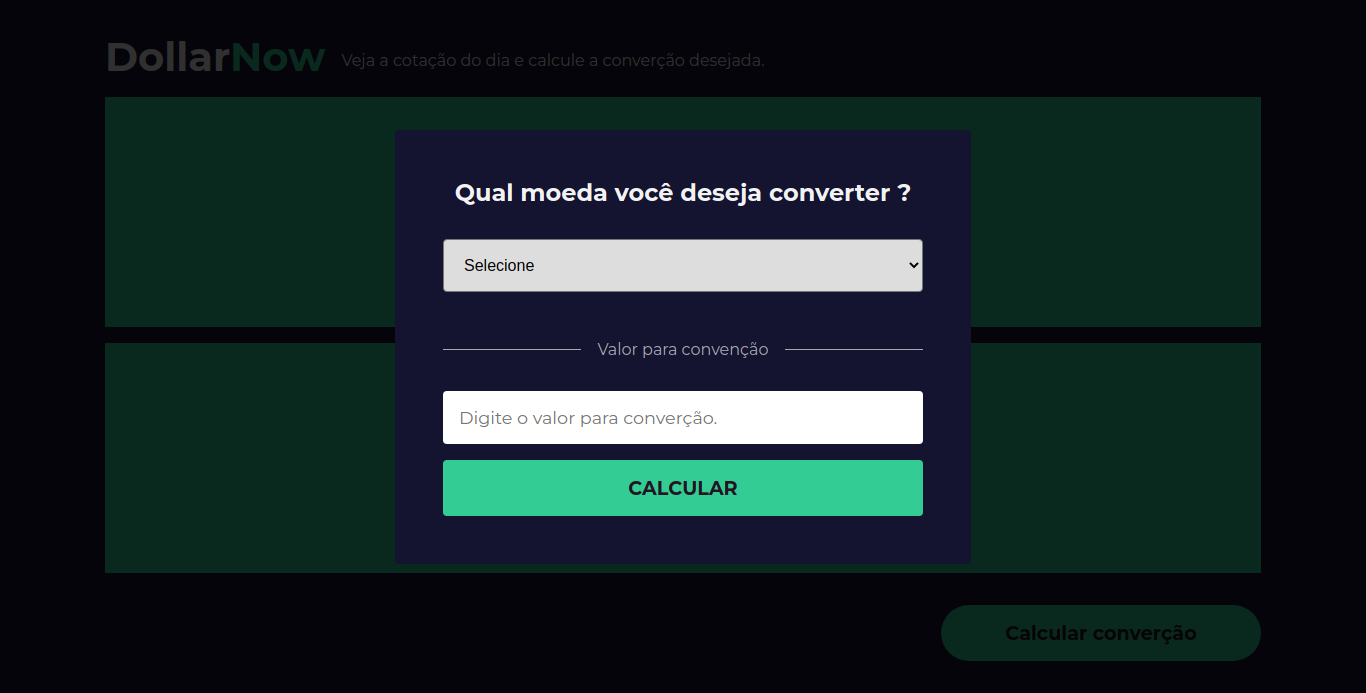 DollarNow Veja a cotação do dia e calcule a converção desejada.
Qual moeda você deseja converter ?
Selecione
Valor para convenção
Digite o valor para converção.
CALCULAR
Calcular converção